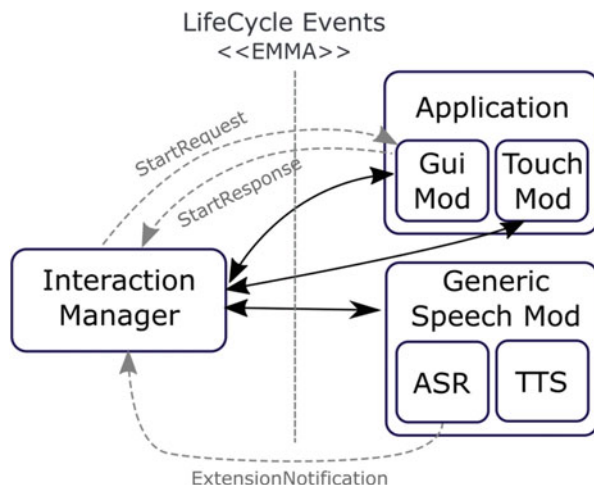 LifeCycle Events
<<EMMA>>
StartRequest
StartResponse
Application
Gui
Mod
Touch
Mod
Interaction
Manager
Generic
Speech Mod
ASR
TTS
ExtensionNotification